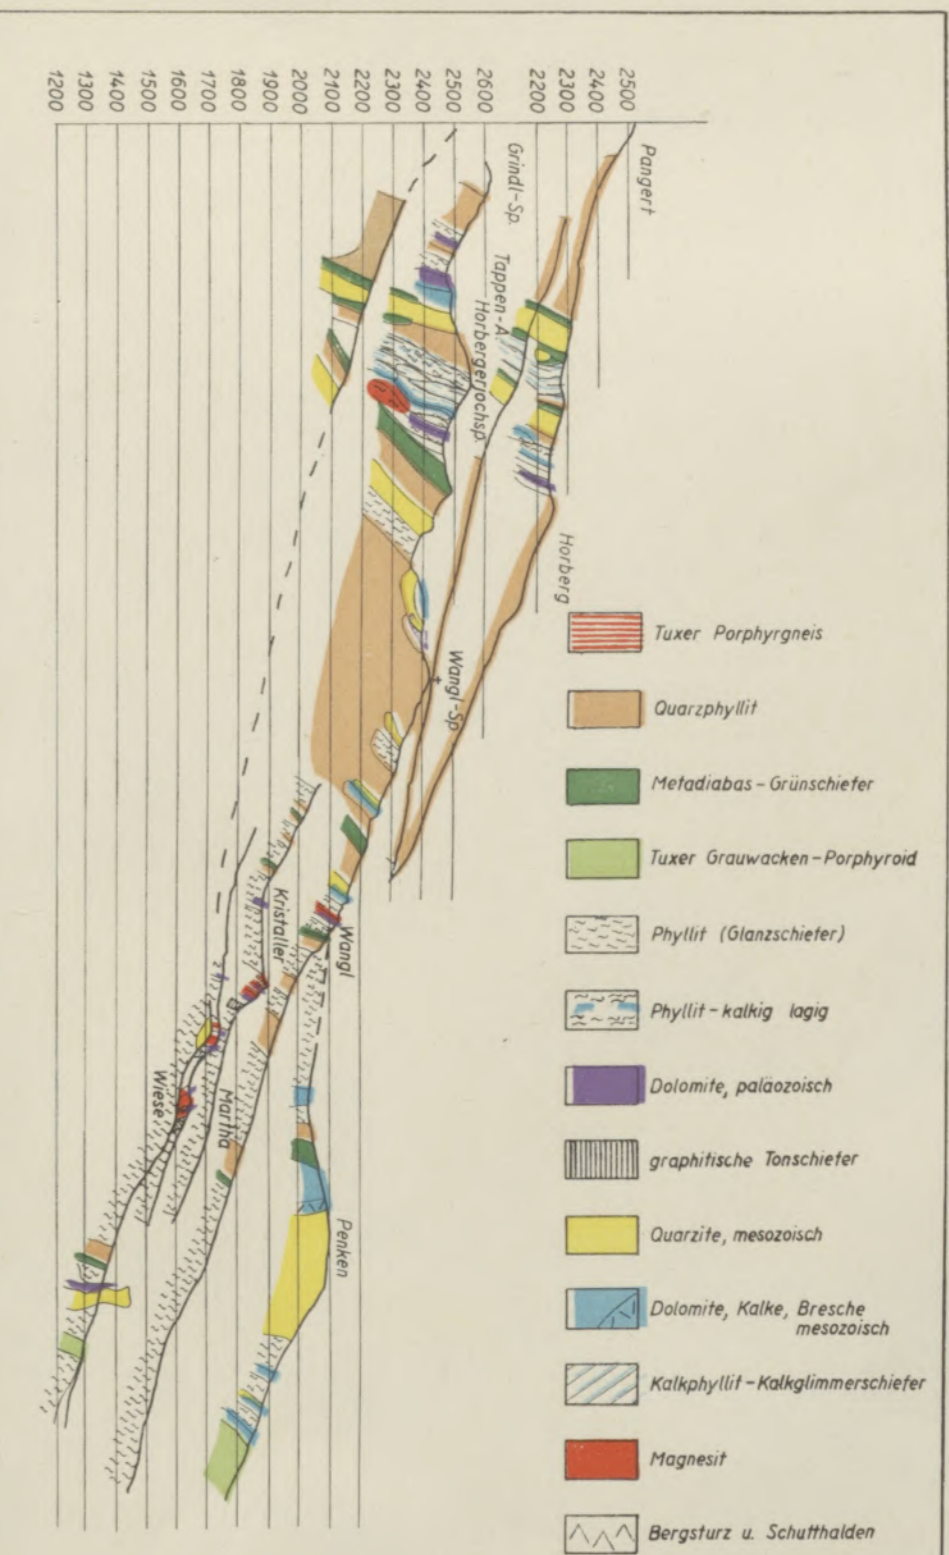 1200
1300
1400
1500
1600
1700
1800
1900
2000
2100
2200
2300
2400
2500
2600
2200
2300
2400
2500
Pangert
Grindl-Sp.
Tappen-A.
Horbergerjochsp.
Horberg
Wangl-Sp
Wangl
Kristaller
Martha
Wiese
Penken
Tuxer Porphyrgneis
Quarzphyllit
Metadiabas-Grünschiefer
Tuxer Grauwacken-Porphyroid
Phyllit (Glanzschiefer)
Phyllit-kalkig lagig
Dolomite, paläozoisch
graphitische Tonschiefer
Quarzite, mesozoisch
Dolomite, Kalke, Bresche
mesozoisch
Kalkphyllit-Kalkglimmerschiefer
Magnesit
Bergsturz u. Schutthalden